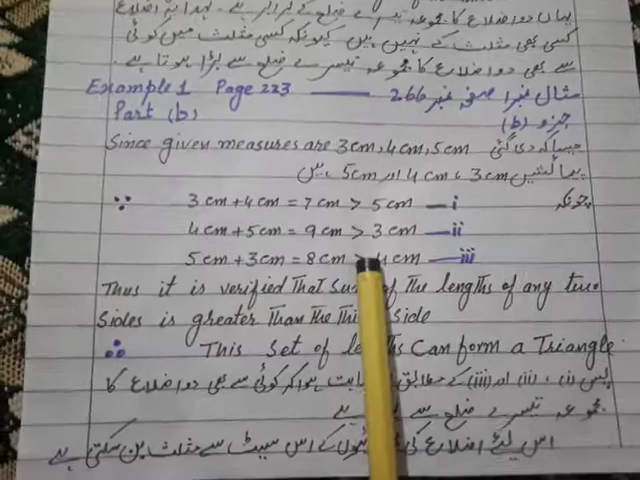 یہاں دو اضلاع کا مجموعہ تیسرے ضلع کے برابر ہے۔ لہذا یہ اضلاع
کسی بھی مثلث کے نہیں ہیں کیونکہ کسی مثلث میں کوئی
سے بھی دو اضلاع کا مجموعہ تیسرے ضلع سے بڑا ہوتا ہے۔
Example 1 Page 223 —— مثال نمبر 1 صفحہ نمبر 266
Part (b) جزو (b)
Since given measures are 3cm, 4cm, 5cm جیسا کہ دی گئی
پیمائشیں 3cm، 4cm اور 5cm ہیں۔
∵ 3cm + 4cm = 7cm > 5cm — i چونکہ
4cm + 5cm = 9cm > 3cm — ii
5cm + 3cm = 8cm > 4cm — iii
Thus it is verified That Sum of The lengths of any two
Sides is greater Than The Third Side
∴ This Set of lengths Can form a Triangle.
پس (i)، (ii) اور (iii) کے مطابق ثابت ہوا کہ کوئی سے بھی دو اضلاع کا
مجموعہ تیسرے ضلع سے ہے۔
اس لئے اضلاع کی کے اس سیٹ سے مثلث بن سکتی ہے